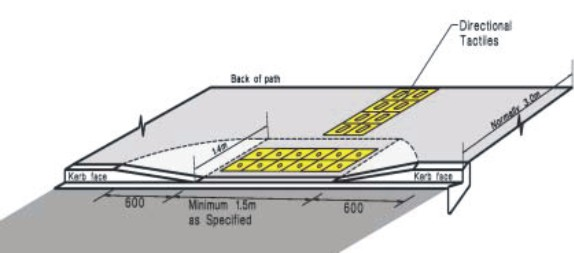 Directional
Tactiles
Back of path
Normally 3.0m
1.4m
Kerb face
Kerb face
600
Minimum 1.5m
as Specified
600